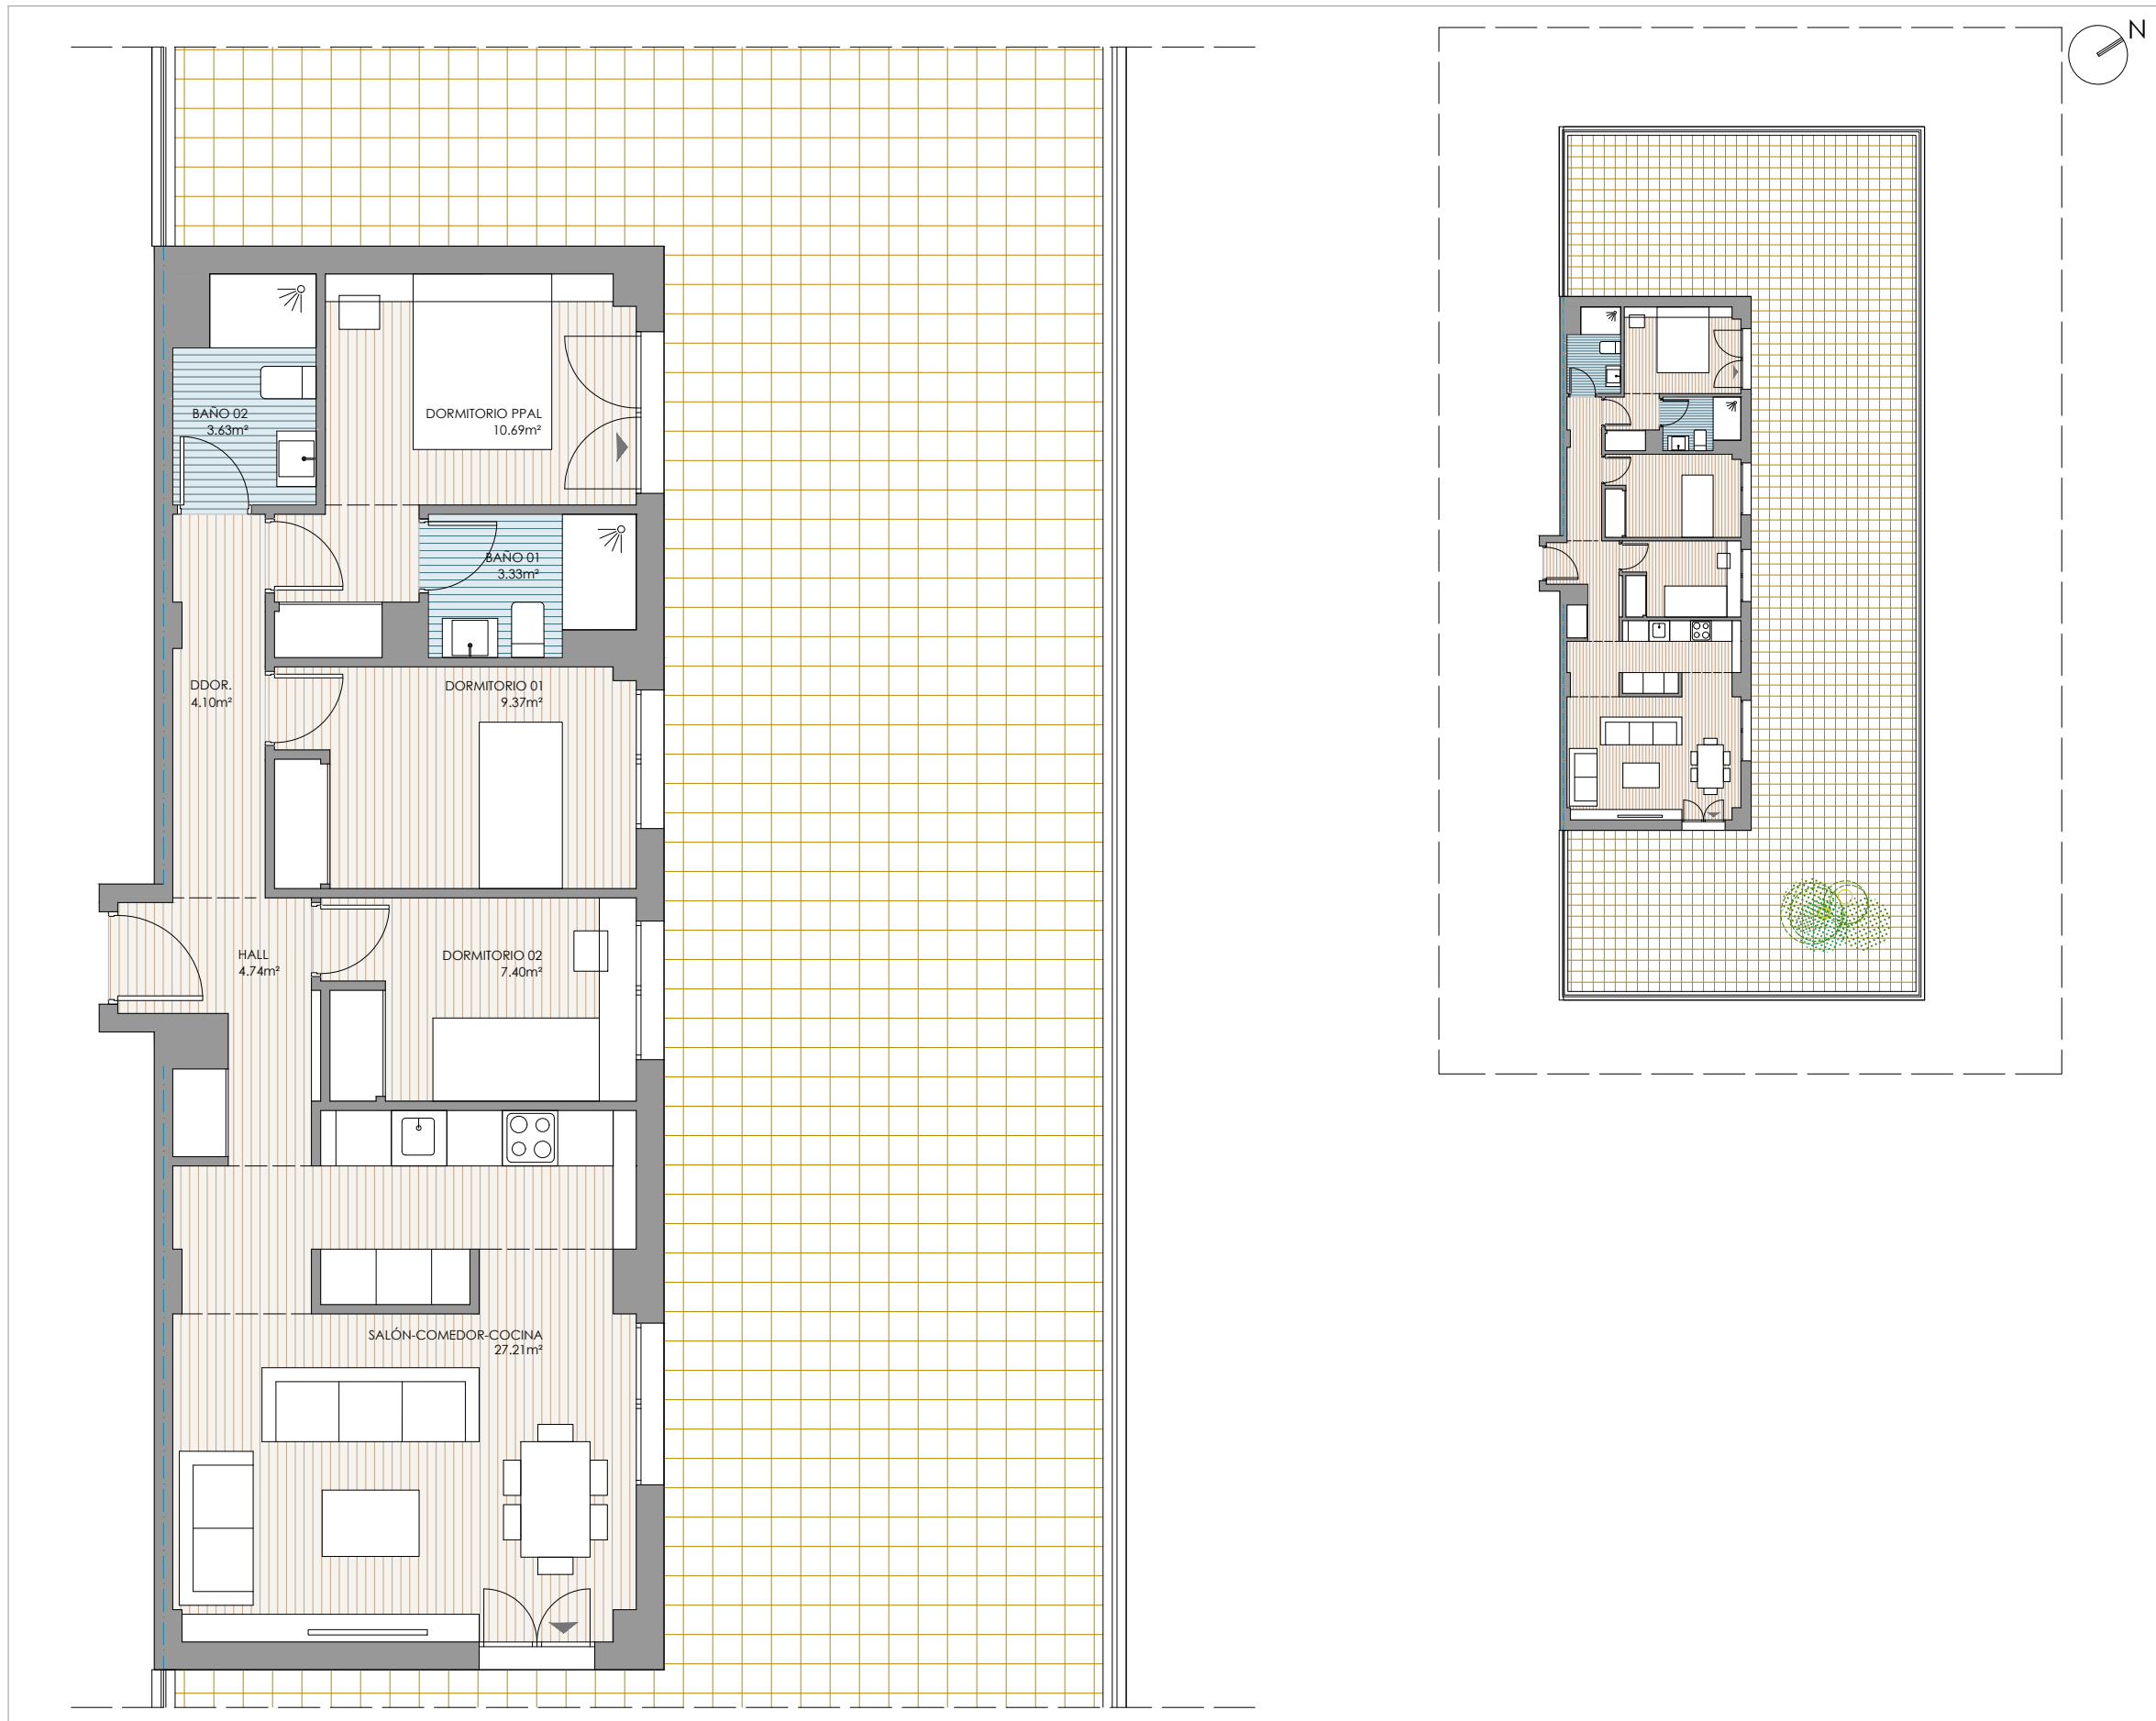 N
BAÑO 02
3.63m²
DORMITORIO PPAL
10.69m²
BAÑO 01
3.33m²
DDOR.
4.10m²
DORMITORIO 01
9.37m²
HALL
4.74m²
DORMITORIO 02
7.40m²
SALÓN-COMEDOR-COCINA
27.21m²